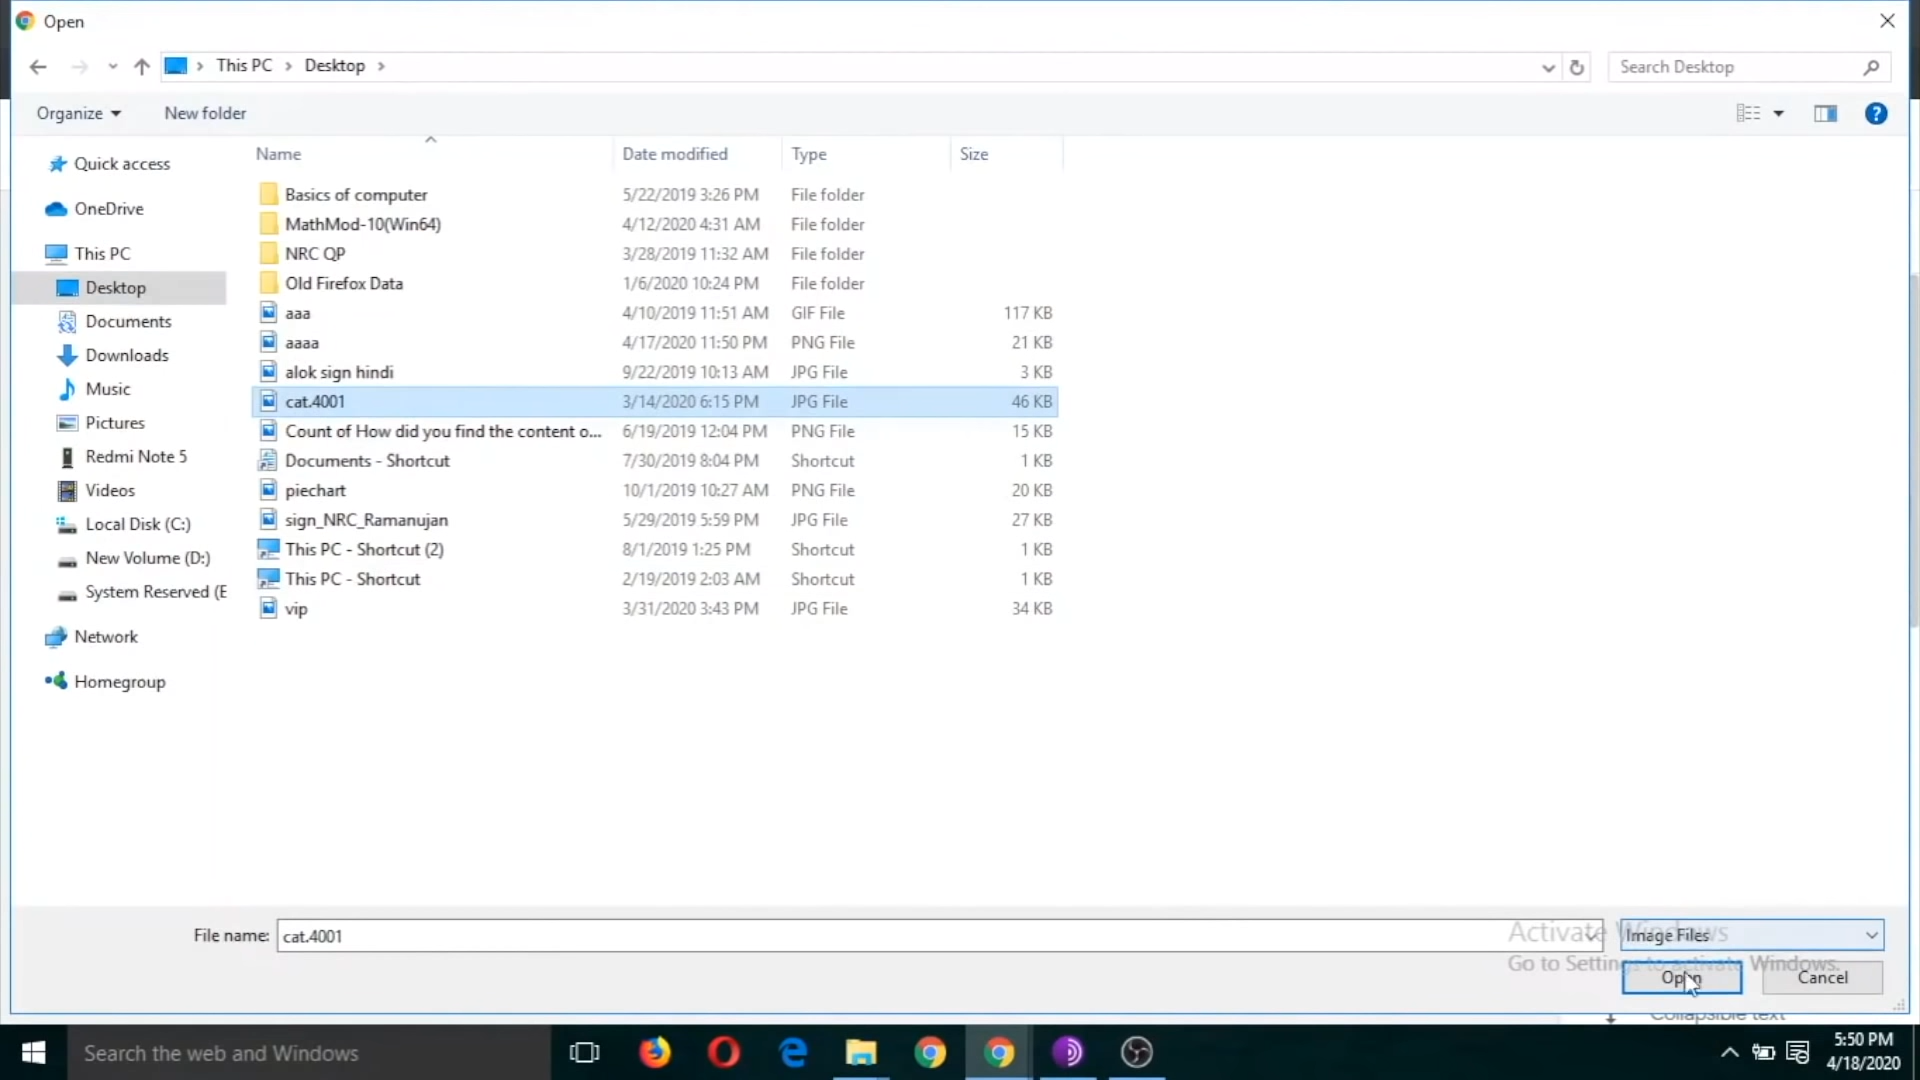 Open
This PC > Desktop >
Search Desktop
Organize
New folder
Name Date modified Type Size
Quick access
OneDrive
This PC
Desktop
Documents
Downloads
Music
Pictures
Redmi Note 5
Videos
Local Disk (C:)
New Volume (D:)
System Reserved (E
Network
Homegroup
Basics of computer 5/22/2019 3:26 PM File folder
MathMod-10(Win64) 4/12/2020 4:31 AM File folder
NRC QP 3/28/2019 11:32 AM File folder
Old Firefox Data 1/6/2020 10:24 PM File folder
aaa 4/10/2019 11:51 AM GIF File 117 KB
aaaa 4/17/2020 11:50 PM PNG File 21 KB
alok sign hindi 9/22/2019 10:13 AM JPG File 3 KB
cat.4001 3/14/2020 6:15 PM JPG File 46 KB
Count of How did you find the content o... 6/19/2019 12:04 PM PNG File 15 KB
Documents - Shortcut 7/30/2019 8:04 PM Shortcut 1 KB
piechart 10/1/2019 10:27 AM PNG File 20 KB
sign_NRC_Ramanujan 5/29/2019 5:59 PM JPG File 27 KB
This PC - Shortcut (2) 8/1/2019 1:25 PM Shortcut 1 KB
This PC - Shortcut 2/19/2019 2:03 AM Shortcut 1 KB
vip 3/31/2020 3:43 PM JPG File 34 KB
File name: cat.4001
Image Files
Activate Windows
Go to Settings to activate Windows.
Open
Cancel
Collapsible text
Search the web and Windows
5:50 PM
4/18/2020